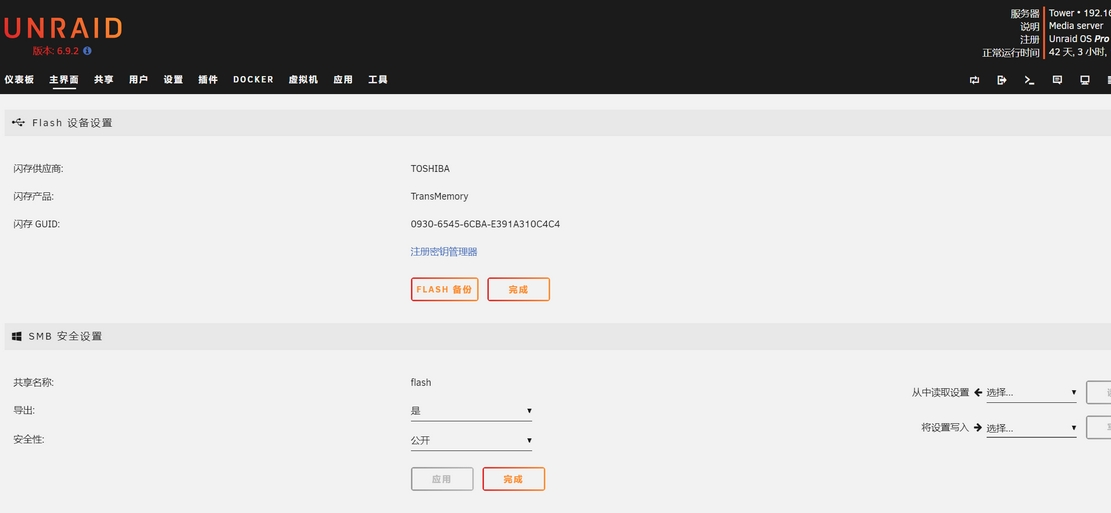 UNRAID
版本: 6.9.2
服务器 Tower • 192.16
说明 Media server
注册 Unraid OS Pro
正常运行时间 42 天, 3 小时,
仪表板 主界面 共享 用户 设置 插件 DOCKER 虚拟机 应用 工具
Flash 设备设置
闪存供应商: TOSHIBA
闪存产品: TransMemory
闪存 GUID: 0930-6545-6CBA-E391A310C4C4
注册密钥管理器
FLASH 备份 完成
SMB 安全设置
共享名称: flash
从中读取设置 选择...
导出: 是
将设置写入 选择...
安全性: 公开
应用 完成